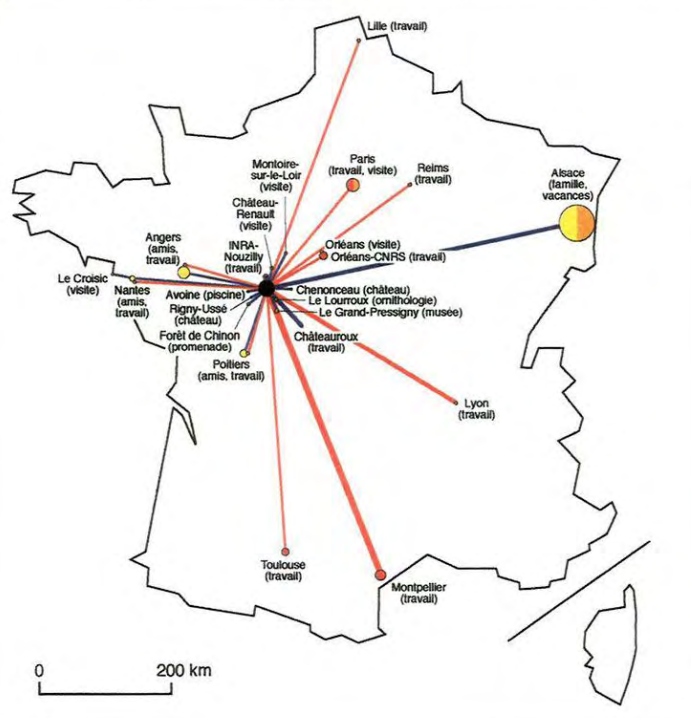 Lille (travail)
Montoire-
sur-le-Loir
(visite)
Paris
(travail, visite)
Reims
(travail)
Alsace
(famille,
vacances)
Château-
Renault
(visite)
Angers
(amis,
travail)
INRA-
Nouzilly
(travail)
Orléans (visite)
Orléans-CNRS (travail)
Le Croisic
(visite)
Nantes
(amis,
travail)
Avoine (piscine)
Rigny-Ussé
(château)
Forêt de Chinon
(promenade)
Chenonceau (château)
Le Louroux (ornithologie)
Le Grand-Pressigny (musée)
Châteauroux
(travail)
Poitiers
(amis, travail)
Lyon
(travail)
Toulouse
(travail)
Montpellier
(travail)
0 200 km